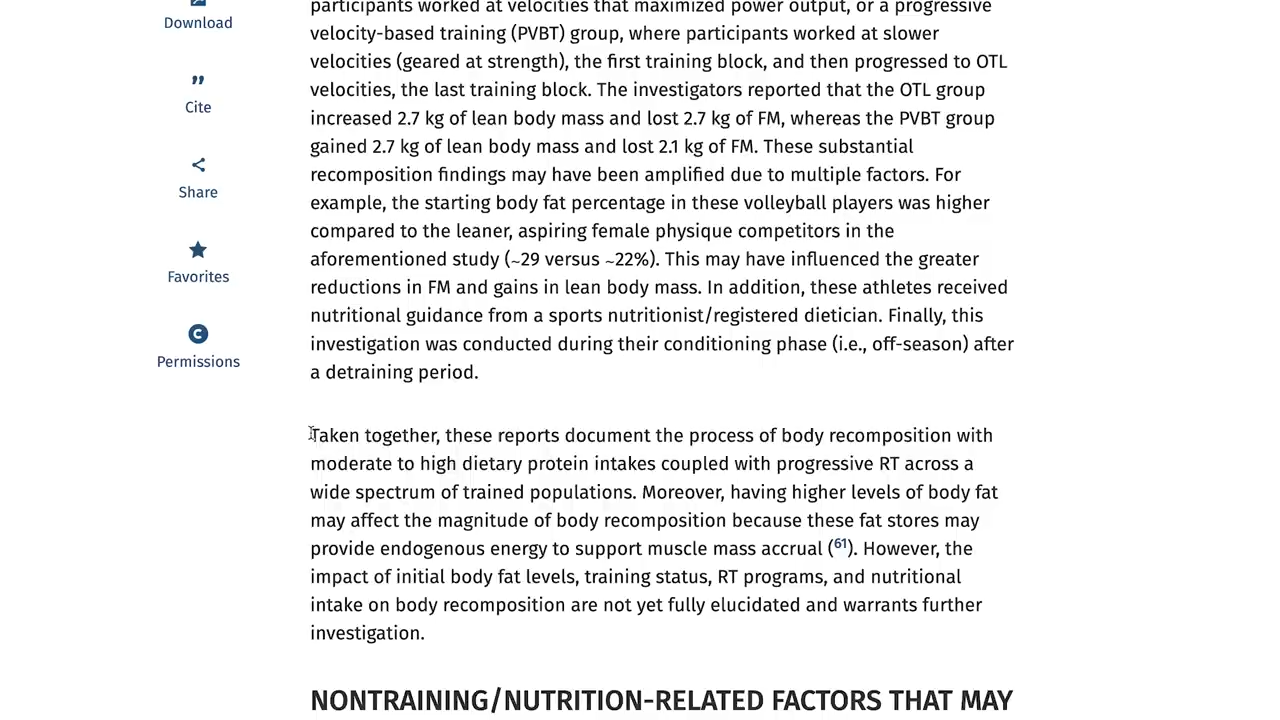 Download
Cite
Share
Favorites
Permissions
participants worked at velocities that maximized power output, or a progressive
velocity-based training (PVBT) group, where participants worked at slower
velocities (geared at strength), the first training block, and then progressed to OTL
velocities, the last training block. The investigators reported that the OTL group
increased 2.7 kg of lean body mass and lost 2.7 kg of FM, whereas the PVBT group
gained 2.7 kg of lean body mass and lost 2.1 kg of FM. These substantial
recomposition findings may have been amplified due to multiple factors. For
example, the starting body fat percentage in these volleyball players was higher
compared to the leaner, aspiring female physique competitors in the
aforementioned study (~29 versus ~22%). This may have influenced the greater
reductions in FM and gains in lean body mass. In addition, these athletes received
nutritional guidance from a sports nutritionist/registered dietician. Finally, this
investigation was conducted during their conditioning phase (i.e., off-season) after
a detraining period.
Taken together, these reports document the process of body recomposition with
moderate to high dietary protein intakes coupled with progressive RT across a
wide spectrum of trained populations. Moreover, having higher levels of body fat
may affect the magnitude of body recomposition because these fat stores may
provide endogenous energy to support muscle mass accrual (61). However, the
impact of initial body fat levels, training status, RT programs, and nutritional
intake on body recomposition are not yet fully elucidated and warrants further
investigation.
NONTRAINING/NUTRITION-RELATED FACTORS THAT MAY